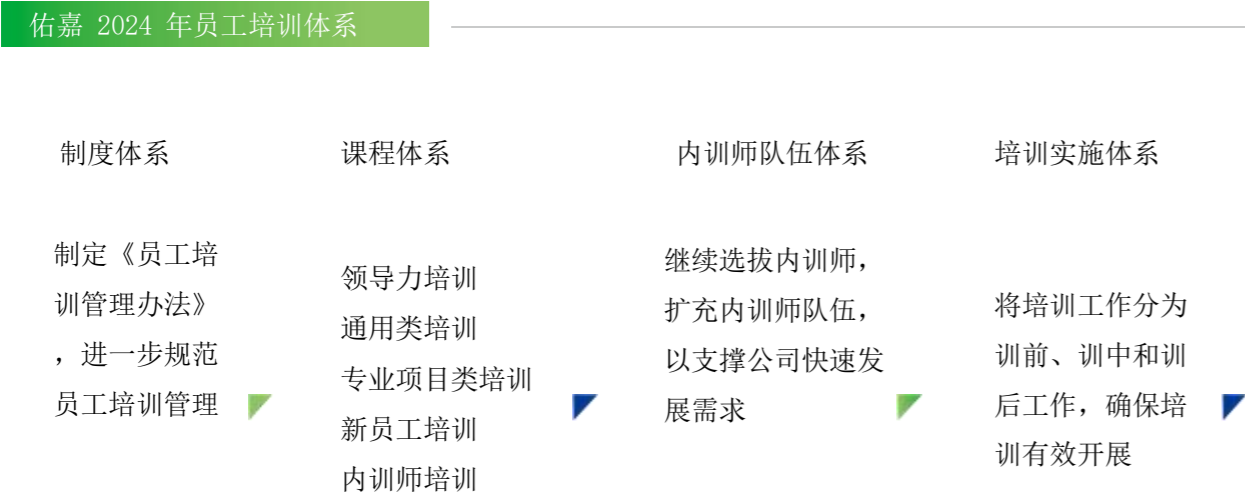 佑嘉 2024 年员工培训体系
制度体系
制定《员工培
训管理办法》
，进一步规范
员工培训管理
课程体系
领导力培训
通用类培训
专业项目类培训
新员工培训
内训师培训
内训师队伍体系
继续选拔内训师，
扩充内训师队伍，
以支撑公司快速发
展需求
培训实施体系
将培训工作分为
训前、训中和训
后工作，确保培
训有效开展